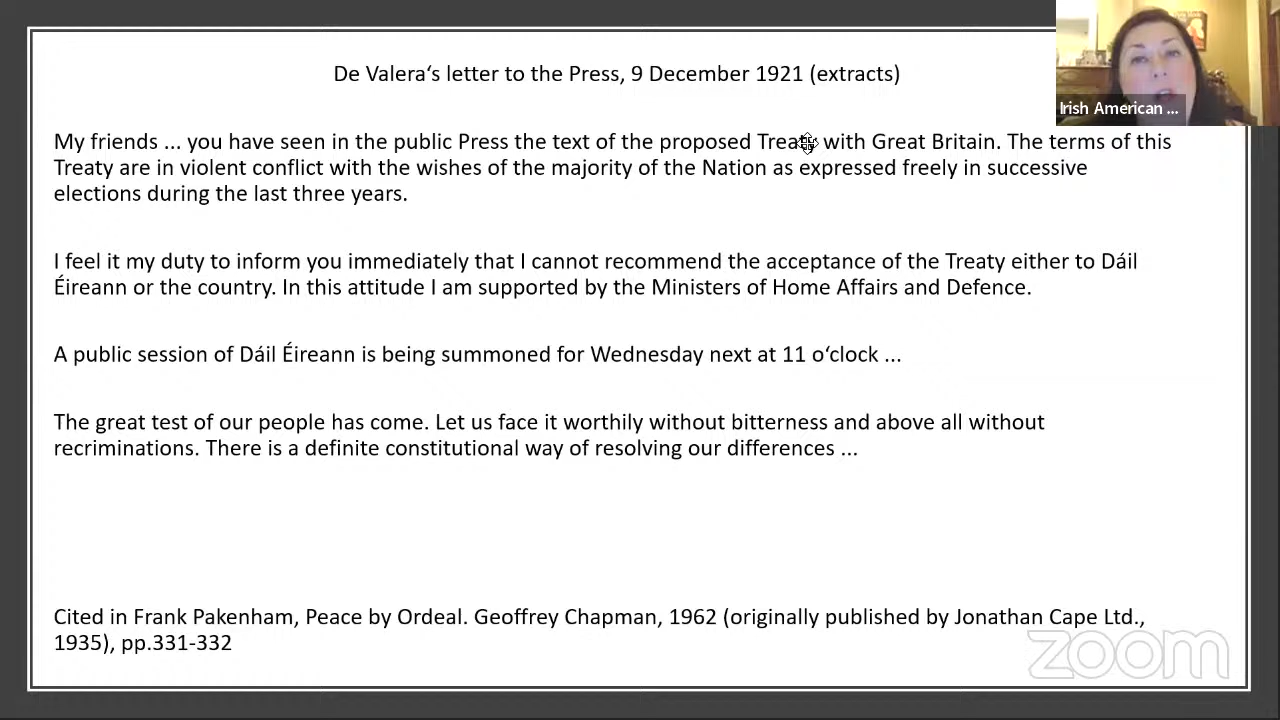 De Valera‘s letter to the Press, 9 December 1921 (extracts)
Irish American ...
My friends ... you have seen in the public Press the text of the proposed Treaty with Great Britain. The terms of this
Treaty are in violent conflict with the wishes of the majority of the Nation as expressed freely in successive
elections during the last three years.
I feel it my duty to inform you immediately that I cannot recommend the acceptance of the Treaty either to Dáil
Éireann or the country. In this attitude I am supported by the Ministers of Home Affairs and Defence.
A public session of Dáil Éireann is being summoned for Wednesday next at 11 o‘clock ...
The great test of our people has come. Let us face it worthily without bitterness and above all without
recriminations. There is a definite constitutional way of resolving our differences ...
Cited in Frank Pakenham, Peace by Ordeal. Geoffrey Chapman, 1962 (originally published by Jonathan Cape Ltd.,
1935), pp.331-332
zoom